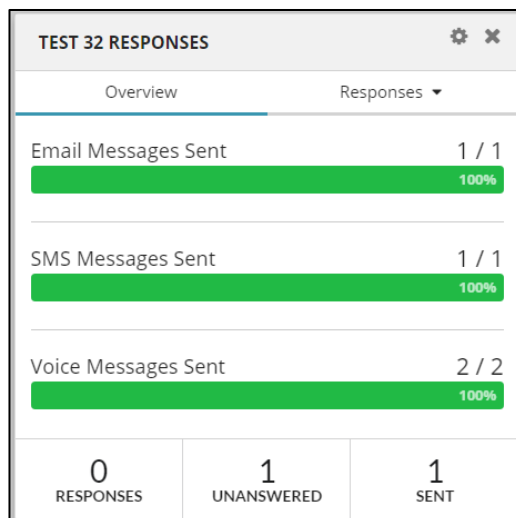 TEST 32 RESPONSES
Overview Responses
Email Messages Sent 1 / 1
100%
SMS Messages Sent 1 / 1
100%
Voice Messages Sent 2 / 2
100%
0 1 1
RESPONSES UNANSWERED SENT